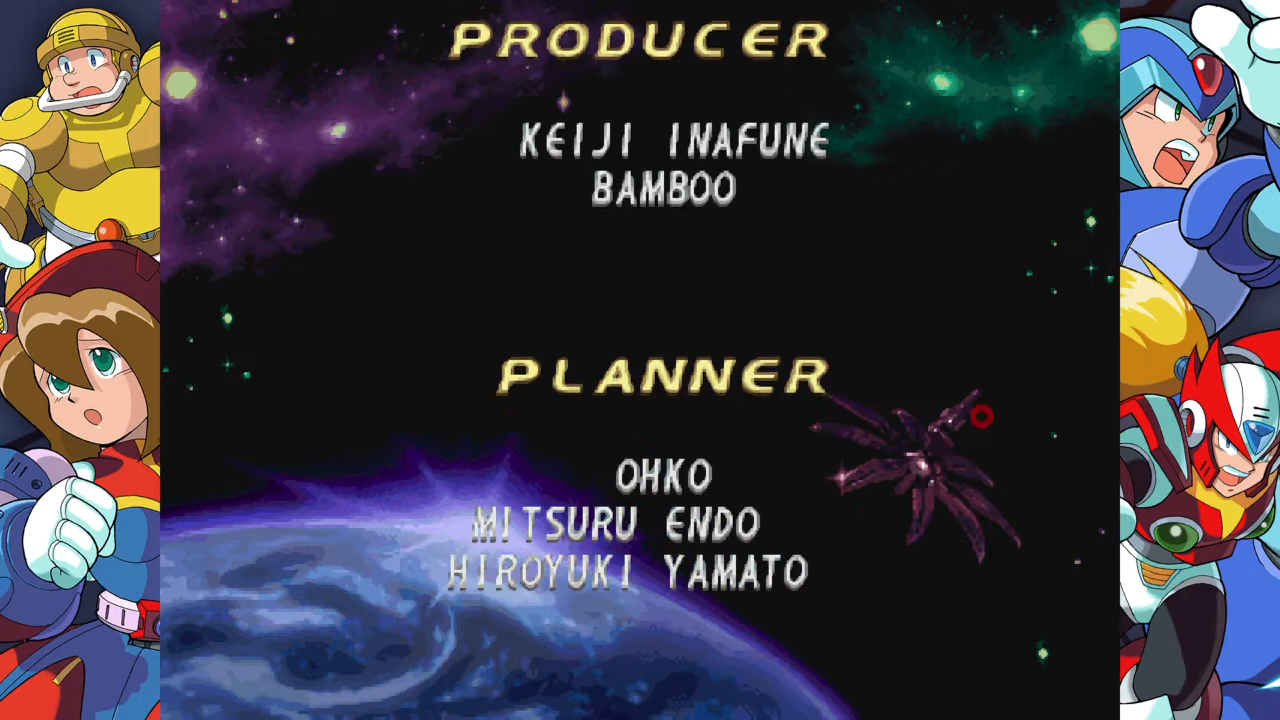 PRODUCER
KEIJI INAFUNE
BAMBOO
PLANNER
OHKO
MITSURU ENDO
HIROYUKI YAMATO